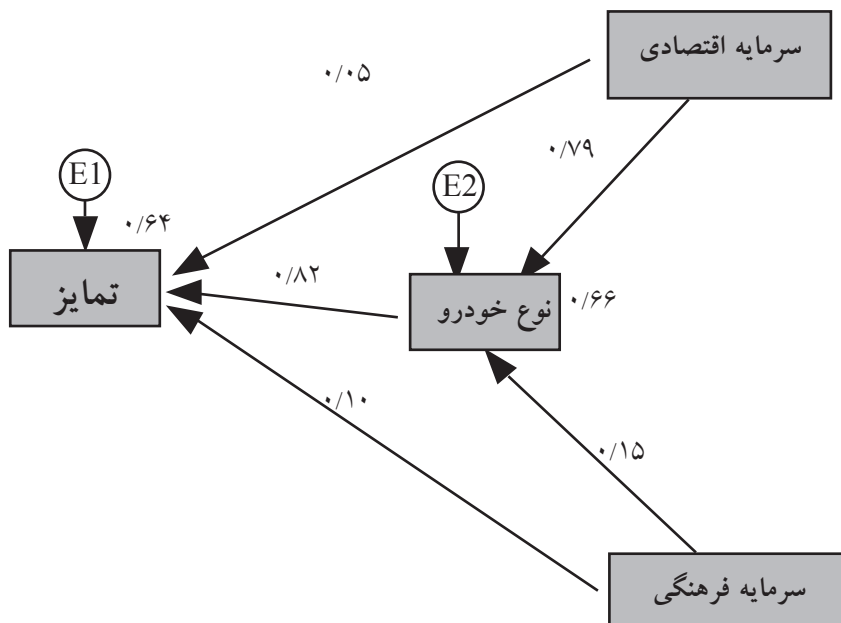 سرمایه اقتصادی
۰/۰۵
۰/۷۹
E1
E2
۰/۶۴
تمایز
۰/۸۲
نوع خودرو
۰/۶۶
۰/۱۰
۰/۱۵
سرمایه فرهنگی